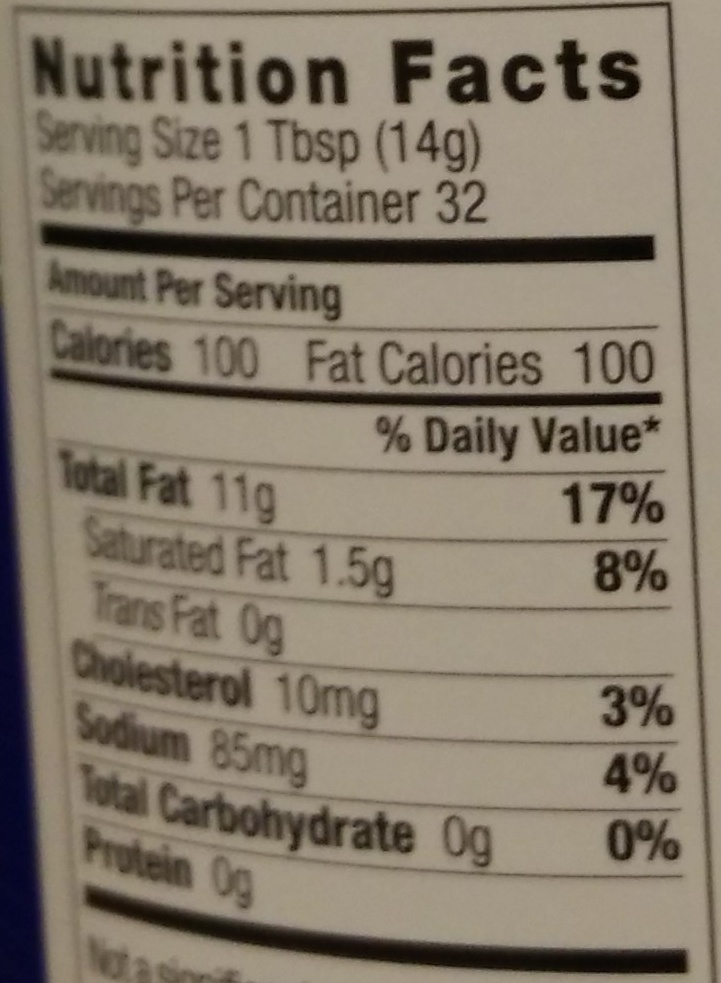 Nutrition Facts
Serving Size 1 Tbsp (14g)
Servings Per Container 32
Amount Per Serving
Calories 100 Fat Calories 100
% Daily Value*
Total Fat 11g 17%
Saturated Fat 1.5g 8%
Trans Fat 0g
Cholesterol 10mg 3%
Sodium 85mg 4%
Total Carbohydrate 0g 0%
Protein 0g
Not a